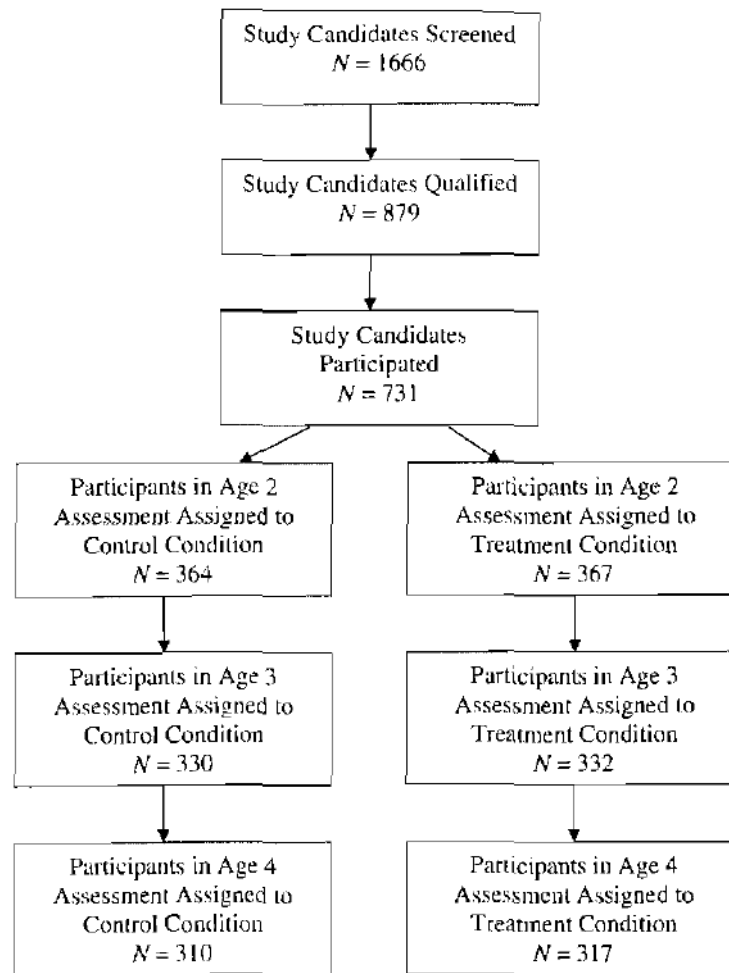 Study Candidates Screened
N = 1666
Study Candidates Qualified
N = 879
Study Candidates
Participated
N = 731
Participants in Age 2
Assessment Assigned to
Control Condition
N = 364
Participants in Age 2
Assessment Assigned to
Treatment Condition
N = 367
Participants in Age 3
Assessment Assigned to
Control Condition
N = 330
Participants in Age 3
Assessment Assigned to
Treatment Condition
N = 332
Participants in Age 4
Assessment Assigned to
Control Condition
N = 310
Participants in Age 4
Assessment Assigned to
Treatment Condition
N = 317